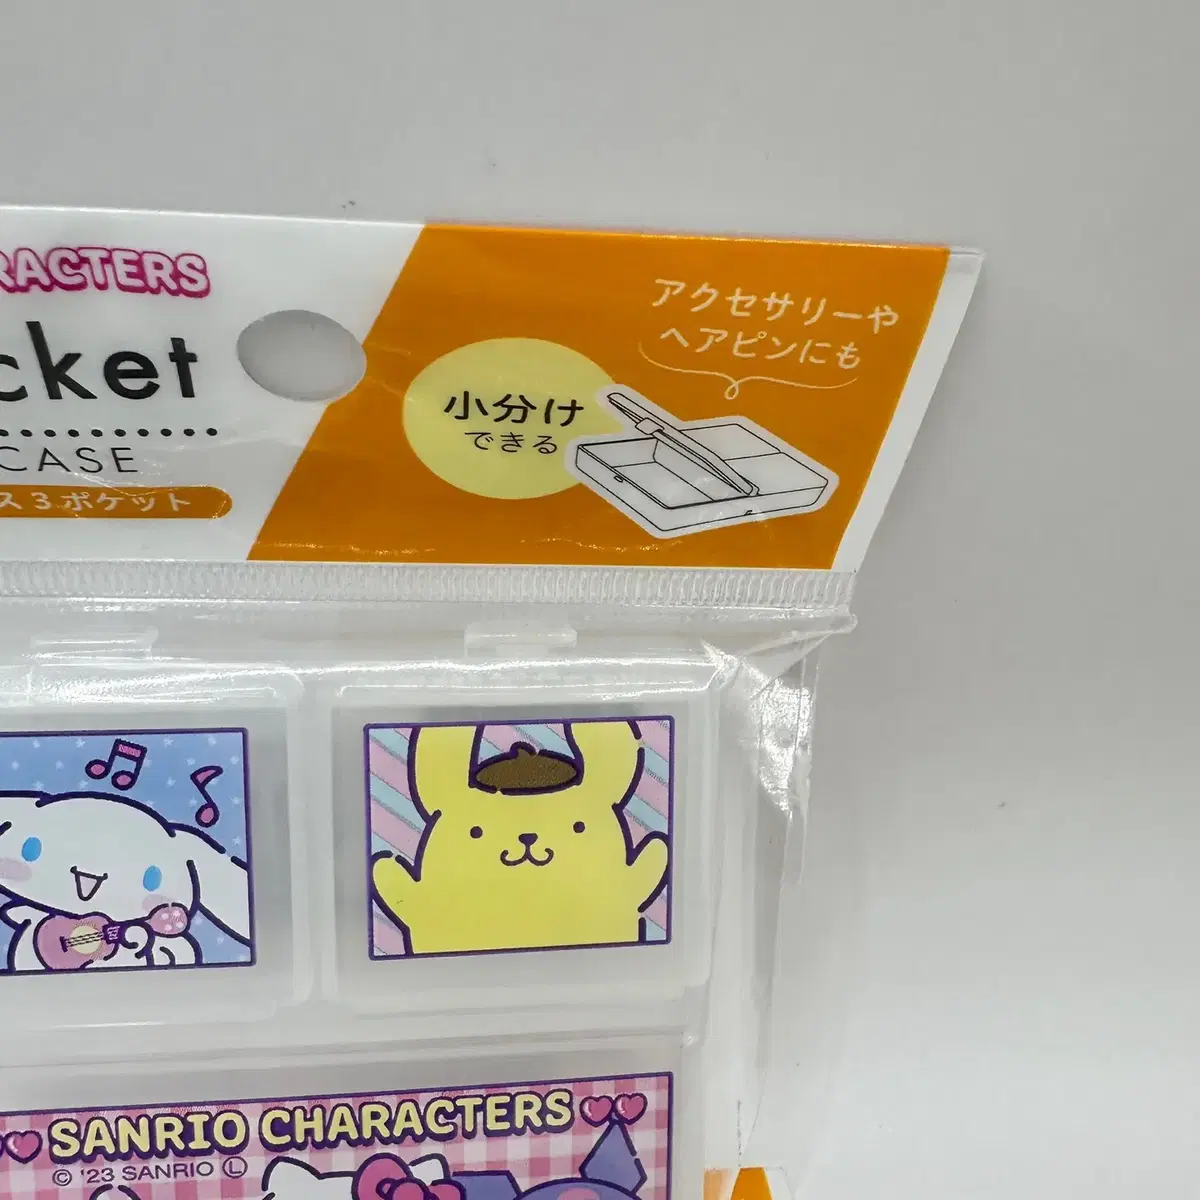 RACTERS
cket
CASE
ス3ポケット
アクセサリーや
ヘアピンにも
小分け
できる
SANRIO CHARACTERS
© '23 SANRIO Ⓛ